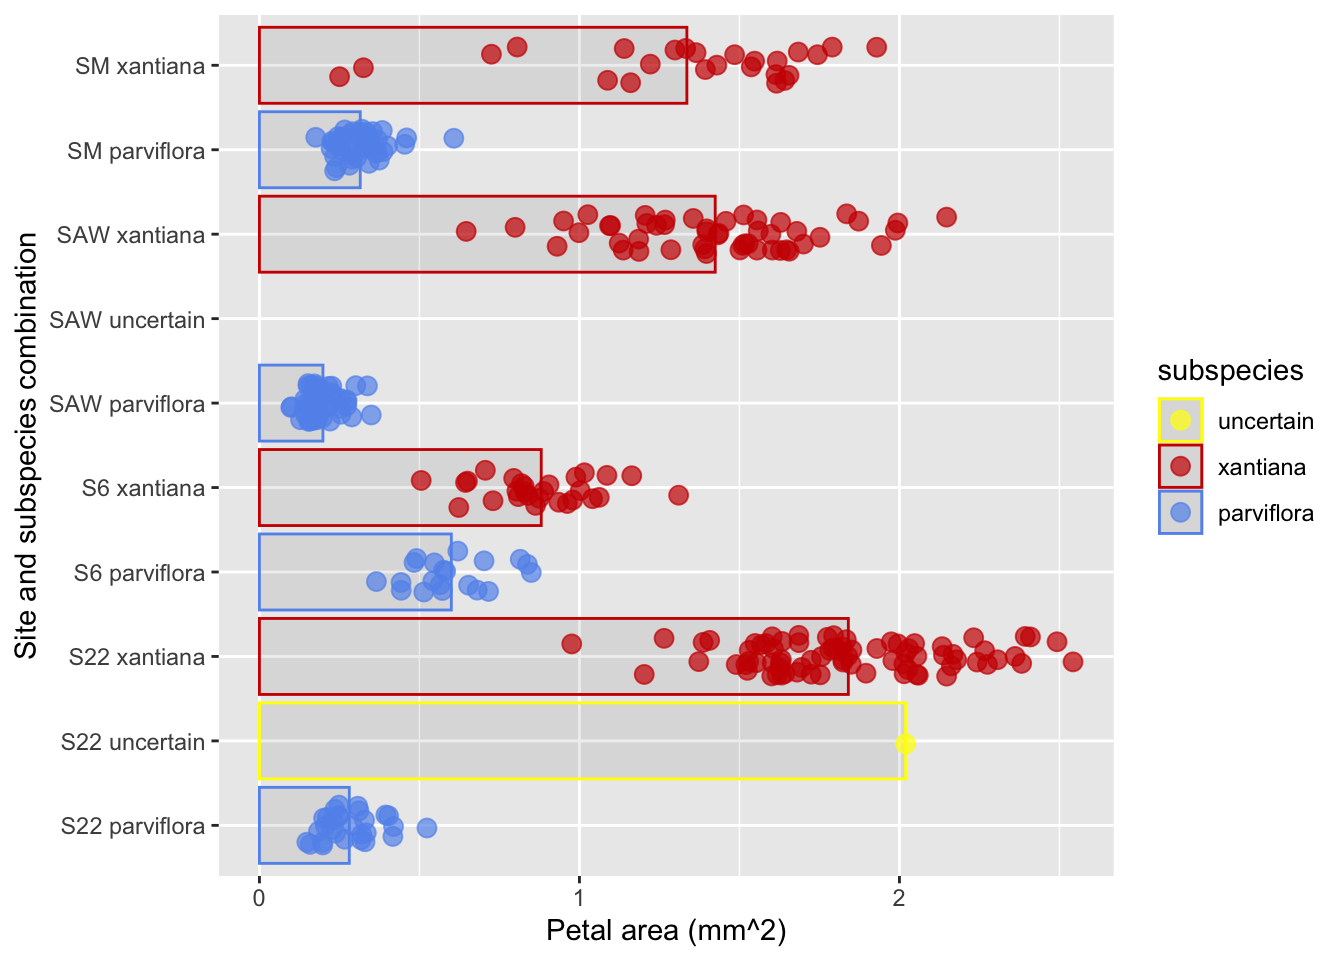 Site and subspecies combination
SM xantiana
SM parviflora
SAW xantiana
SAW uncertain
SAW parviflora
S6 xantiana
S6 parviflora
S22 xantiana
S22 uncertain
S22 parviflora
0 1 2
Petal area (mm^2)
subspecies
uncertain
xantiana
parviflora